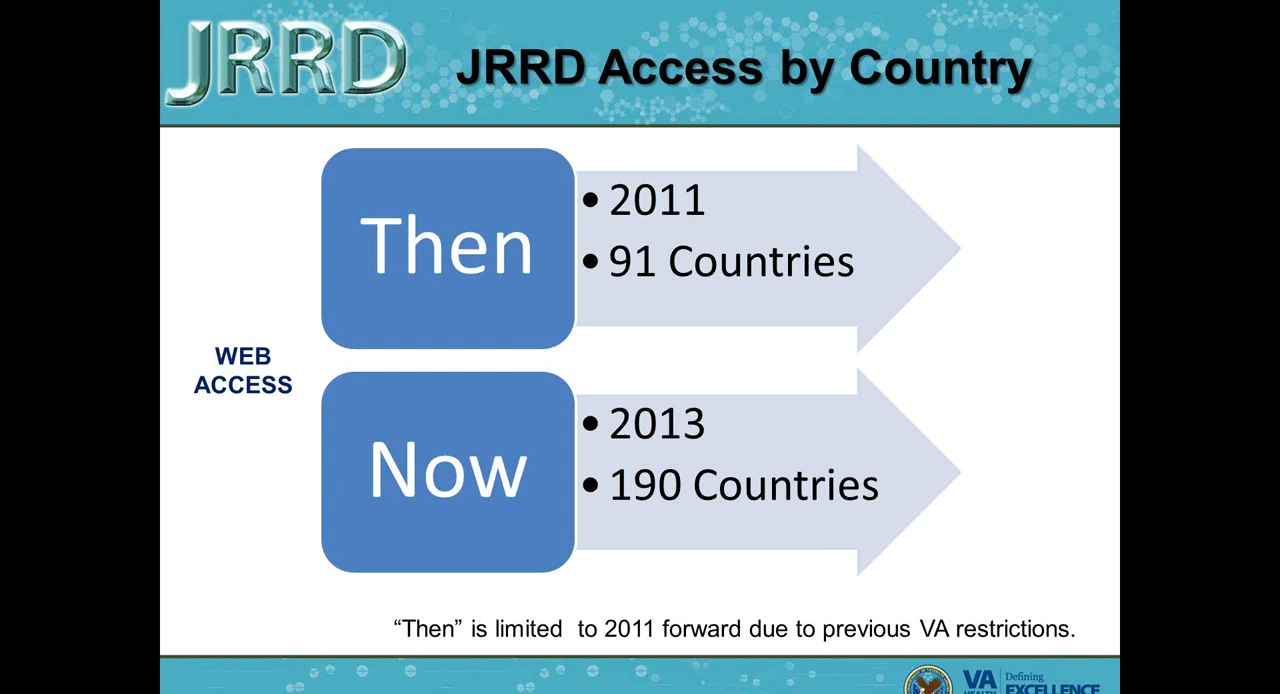 JRRD
JRRD Access by Country
Then
• 2011
• 91 Countries
WEB
ACCESS
Now
• 2013
• 190 Countries
“Then” is limited to 2011 forward due to previous VA restrictions.
VA
HEALTH
Defining
EXCELLENCE